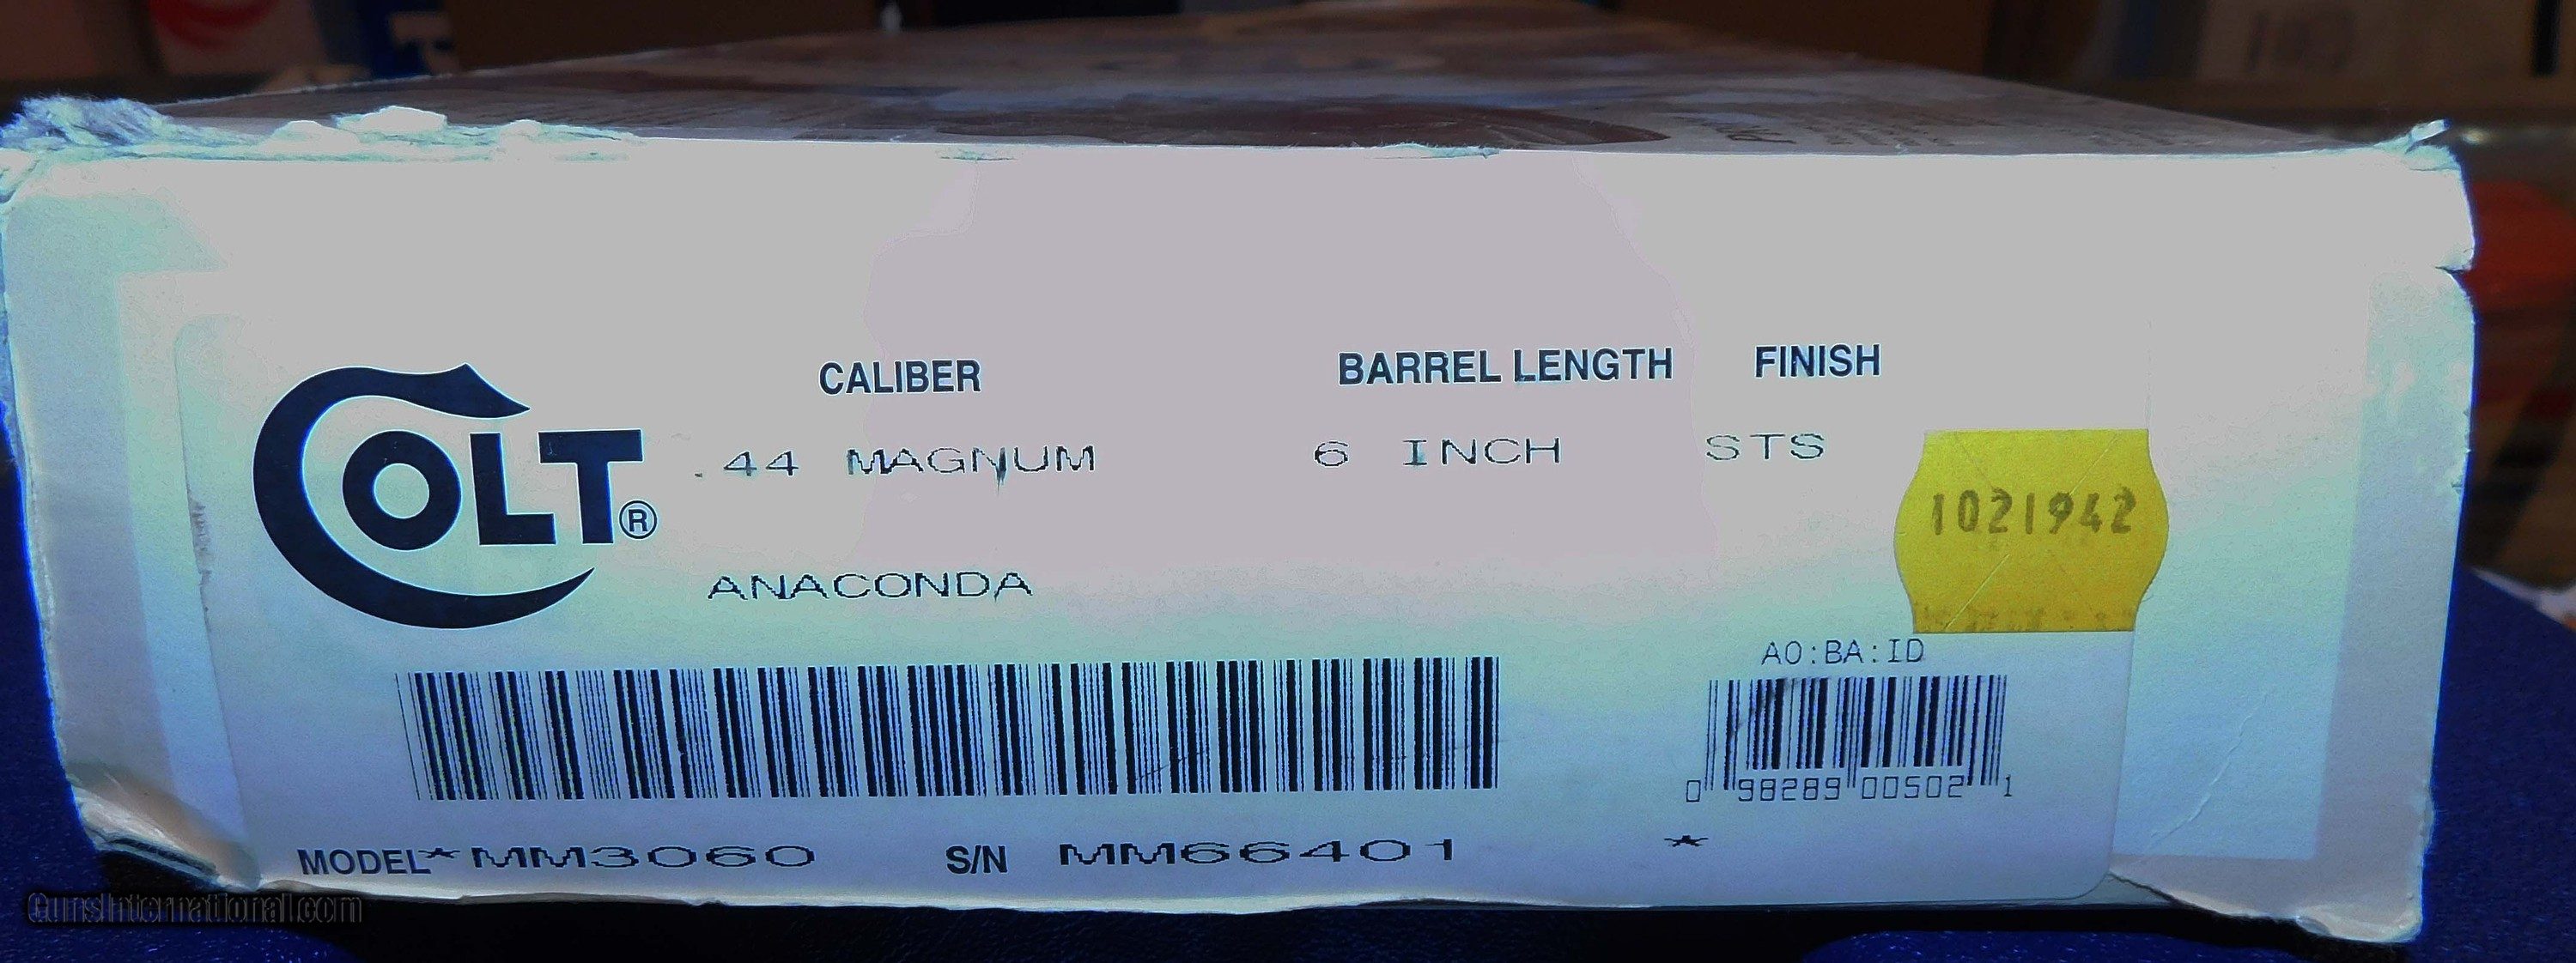 CALIBER BARREL LENGTH FINISH
COLT®
.44 MAGNUM 6 INCH STS
1021942
ANACONDA
A0:BA:ID
0 98289 00502 1
MODEL *MM3060 S/N MM66401 *
GunsInternational.com